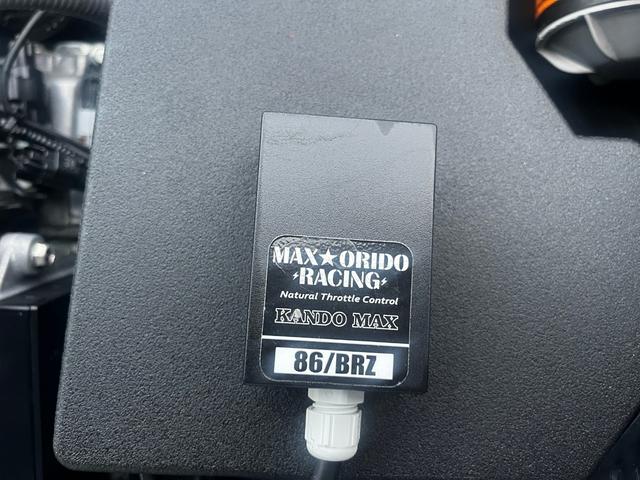 MAX★ORIDO
RACING
Natural Throttle Control
KANDO MAX
86/BRZ